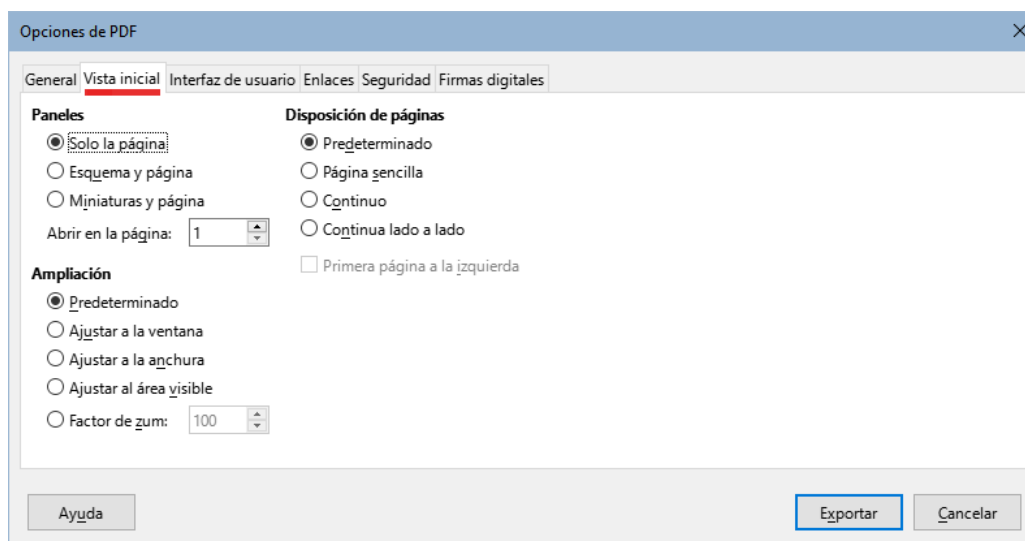 Opciones de PDF
General Vista inicial Interfaz de usuario Enlaces Seguridad Firmas digitales
Paneles
Solo la página
Esquema y página
Miniaturas y página
Abrir en la página: 1
Ampliación
Predeterminado
Ajustar a la ventana
Ajustar a la anchura
Ajustar al área visible
Factor de zum: 100
Disposición de páginas
Predeterminado
Página sencilla
Continuo
Continua lado a lado
Primera página a la izquierda
Ayuda Exportar Cancelar